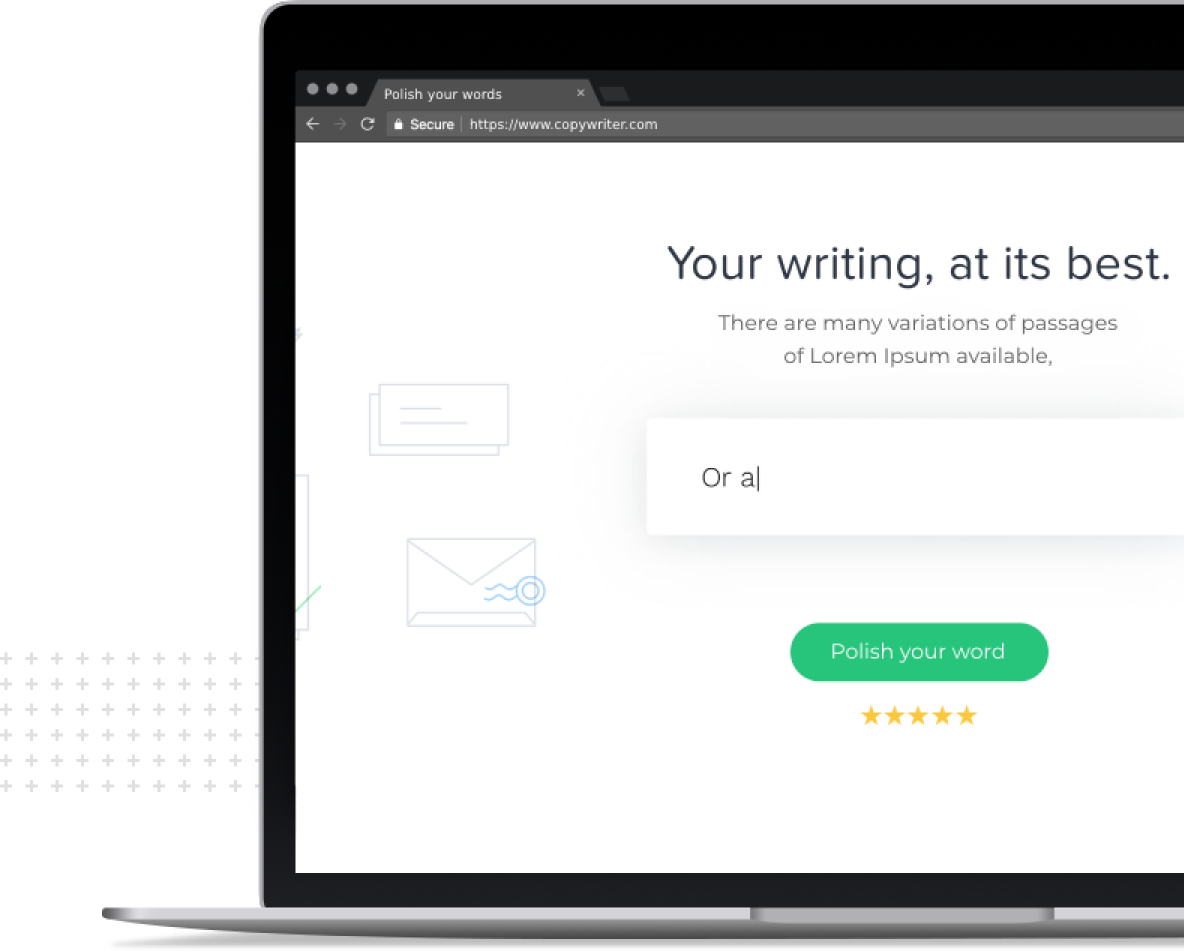 Polish your words
Secure https://www.copywriter.com
Your writing, at its best.
There are many variations of passages
of Lorem Ipsum available,
Or a
Polish your word